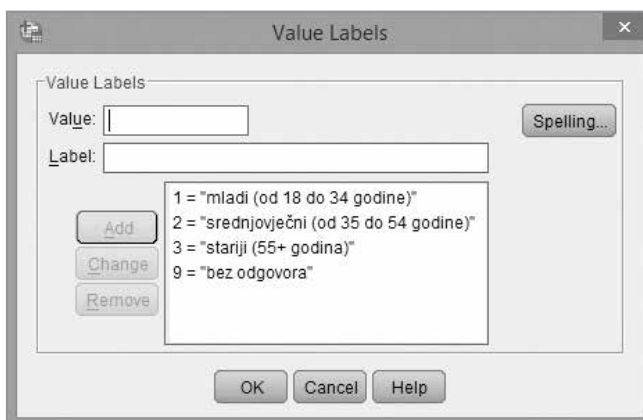 Value Labels
Value Labels
Value:
Spelling...
Label:
1 = "mladi (od 18 do 34 godine)"
2 = "srednjovječni (od 35 do 54 godine)"
3 = "stariji (55+ godina)"
9 = "bez odgovora"
Add
Change
Remove
OK Cancel Help